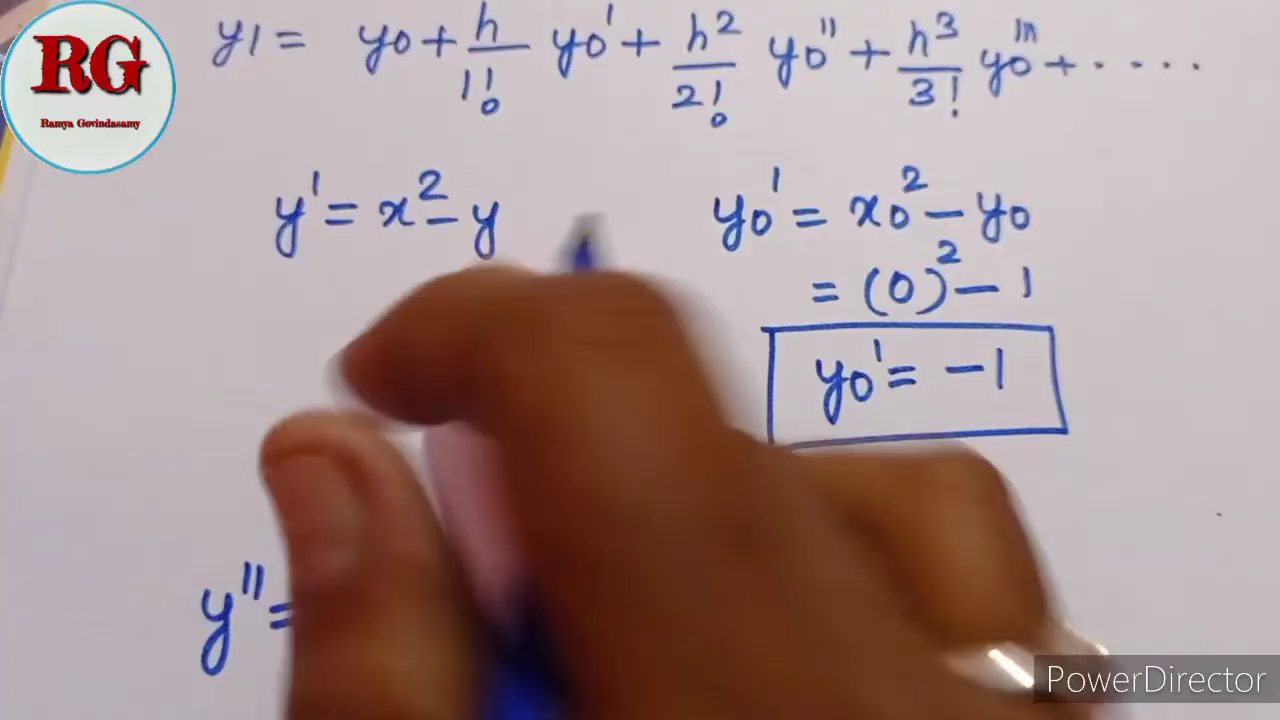 RG
Ramya Govindasamy
y1 = y0 + h/1! y0' + h²/2! y0'' + h³/3! y0''' + ....
y' = x² - y
y0' = x0² - y0
= (0)² - 1
y0' = -1
y'' =
PowerDirector